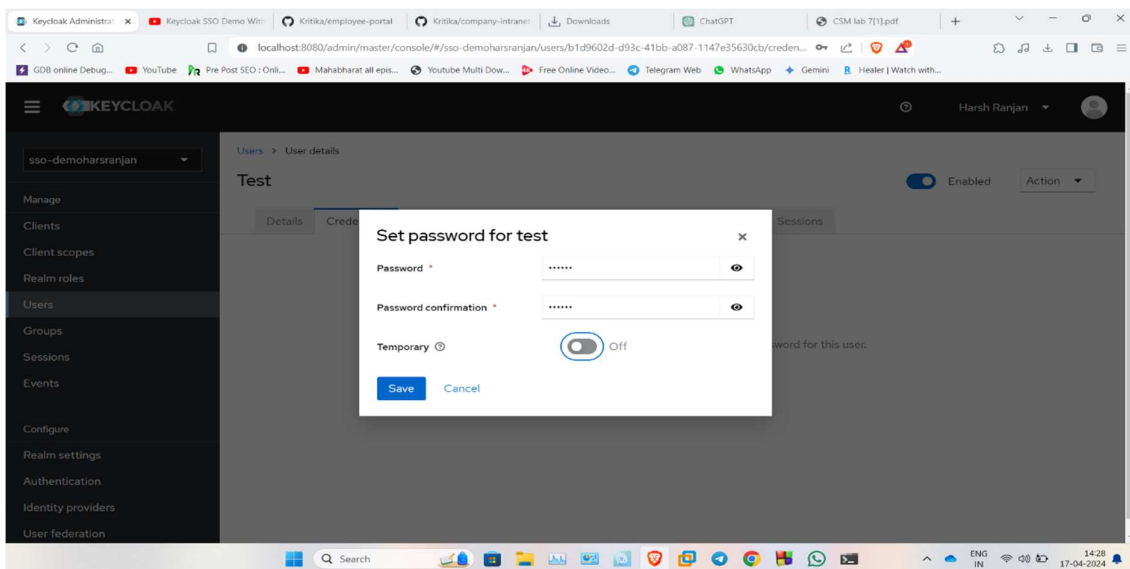 Keycloak Administrat
Keycloak SSO Demo With
Kritika/employee-portal
Kritika/company-intranet
Downloads
ChatGPT
CSM lab 7[1].pdf
localhost:8080/admin/master/console/#/sso-demoharsranjan/users/b1d9602d-d93c-41bb-a087-1147e35630cb/creden...
GDB online Debug... YouTube Pre Post SEO : Onli... Mahabharat all epis... Youtube Multi Dow... Free Online Video... Telegram Web WhatsApp Gemini Healer | Watch with...
KEYCLOAK
Harsh Ranjan
sso-demoharsranjan
Manage
Clients
Client scopes
Realm roles
Users
Groups
Sessions
Events
Configure
Realm settings
Authentication
Identity providers
User federation
Users > User details
Test
Enabled
Action
Details
Crede
Sessions
Set password for test
Password *
Password confirmation *
Temporary
Off
Save
Cancel
word for this user.
Search
ENG
IN
14:28
17-04-2024